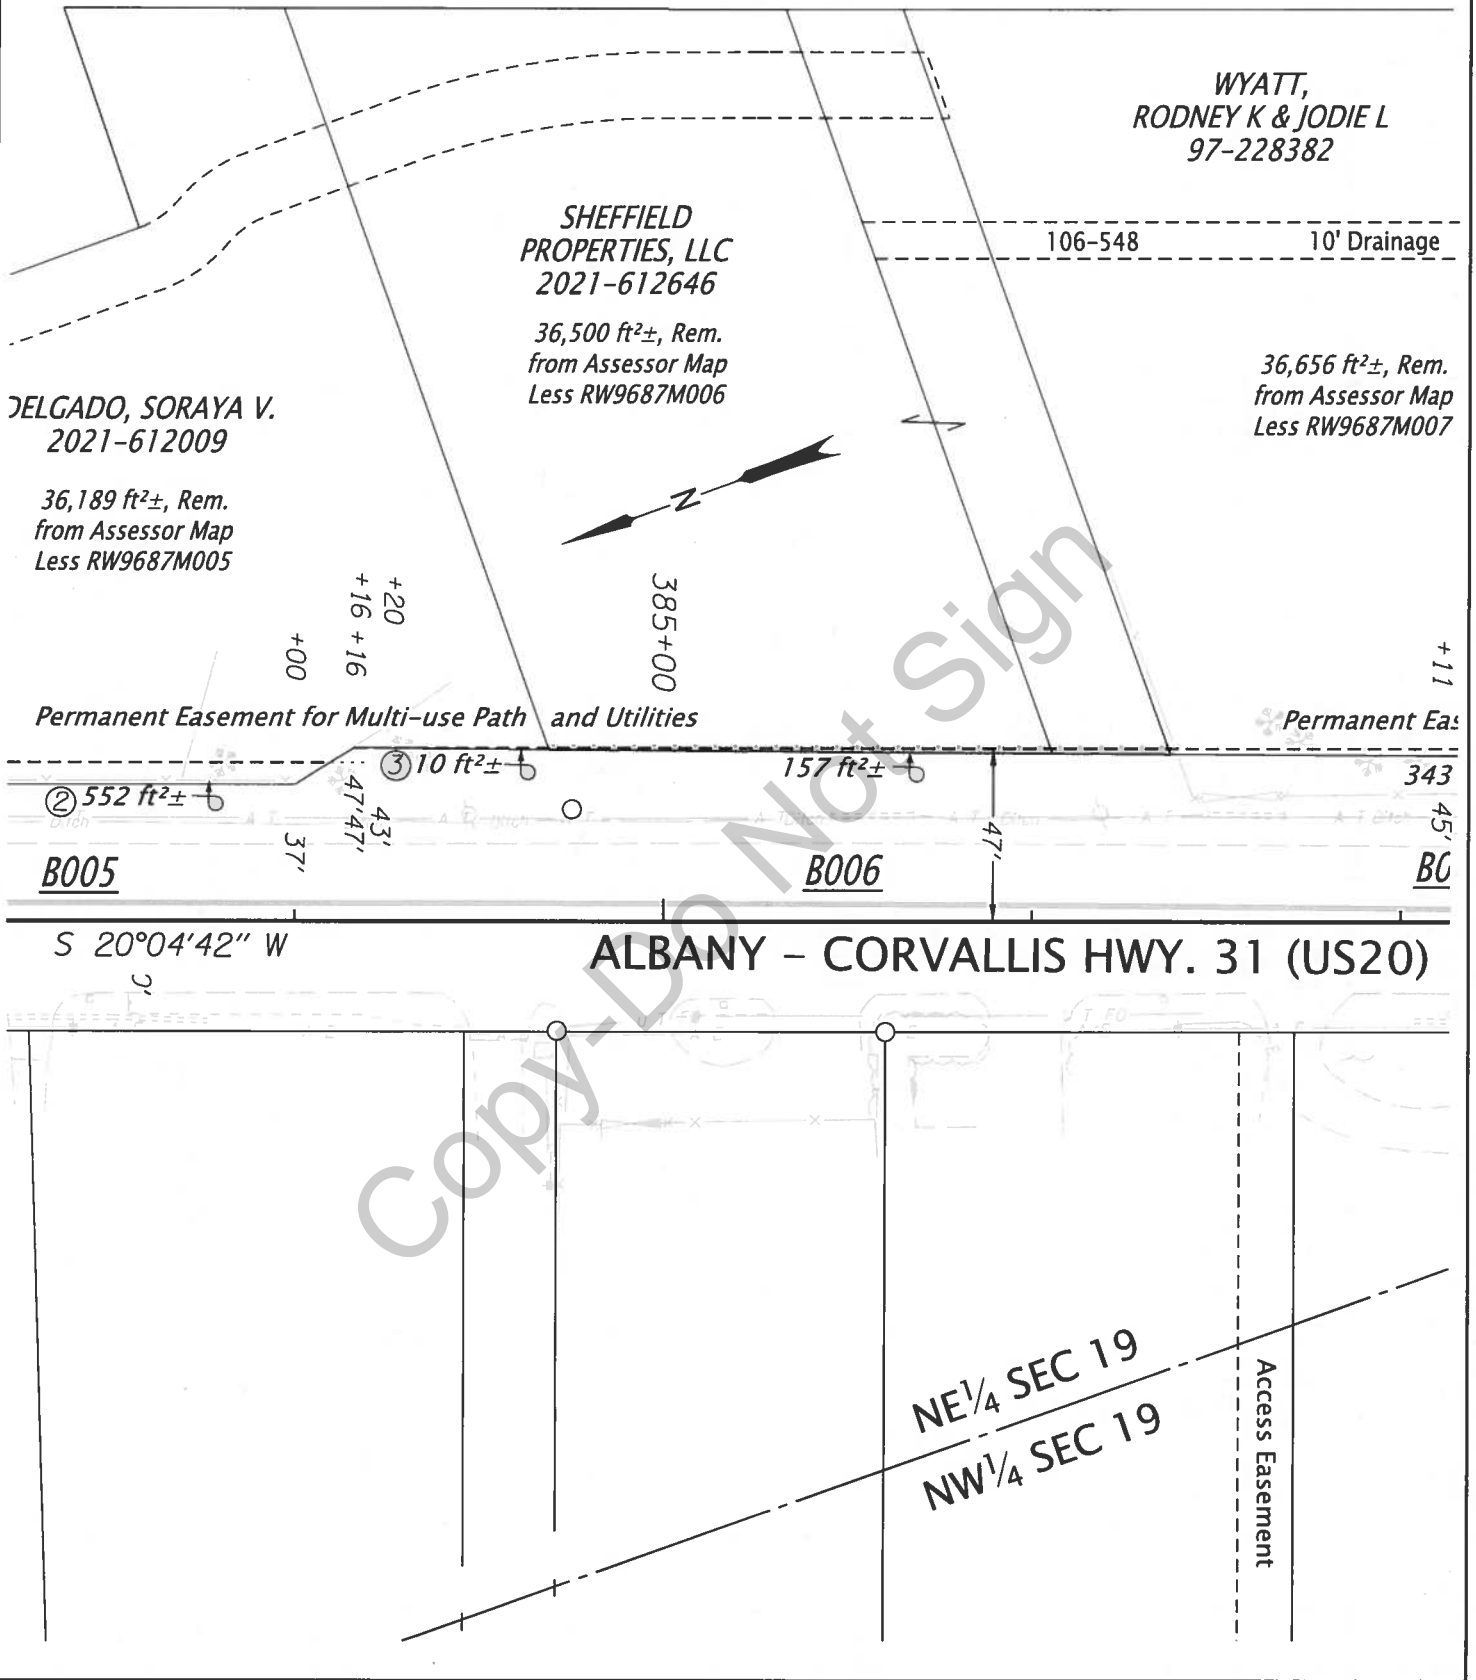 WYATT,
RODNEY K & JODIE L
97-228382
106-548
10' Drainage
SHEFFIELD
PROPERTIES, LLC
2021-612646
36,500 ft²±, Rem.
from Assessor Map
Less RW9687M006
36,656 ft²±, Rem.
from Assessor Map
Less RW9687M007
DELGADO, SORAYA V.
2021-612009
36,189 ft²±, Rem.
from Assessor Map
Less RW9687M005
N
+00
+16 +16
+20
385+00
+11
Permanent Easement for Multi-use Path and Utilities
Permanent Eas
② 552 ft²±
③ 10 ft²±
157 ft²±
343
37'
47' 47'
43'
47'
45'
Ditch
B005
B006
B0
S 20°04'42" W
ALBANY - CORVALLIS HWY. 31 (US20)
NE¼ SEC 19
NW¼ SEC 19
Access Easement
Copy-Do Not Sign